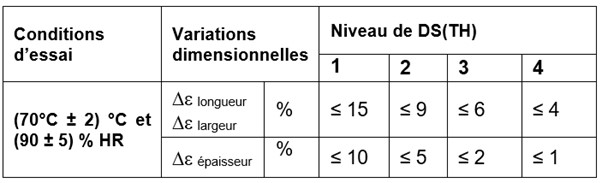 Conditions d'essai
Variations dimensionnelles
Niveau de DS(TH)
1 2 3 4
(70°C ± 2) °C et
(90 ± 5) % HR
Δε longueur
Δε largeur
% ≤ 15 ≤ 9 ≤ 6 ≤ 4
Δε épaisseur % ≤ 10 ≤ 5 ≤ 2 ≤ 1